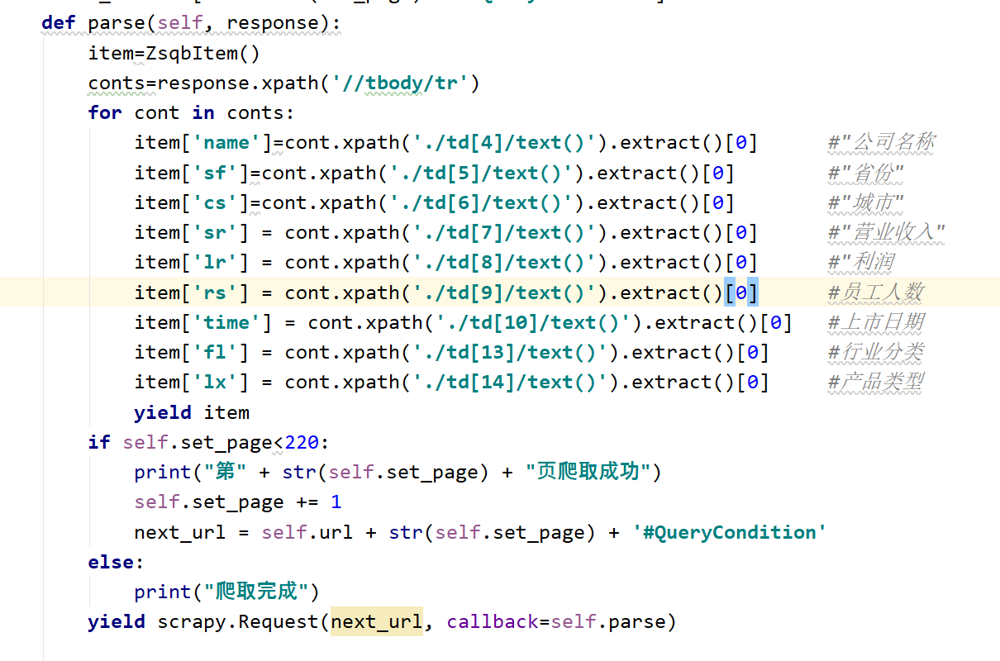 def parse(self, response):
item=ZsqbItem()
conts=response.xpath('//tbody/tr')
for cont in conts:
item['name']=cont.xpath('./td[4]/text()').extract()[0] #"公司名称
item['sf']=cont.xpath('./td[5]/text()').extract()[0] #"省份"
item['cs']=cont.xpath('./td[6]/text()').extract()[0] #"城市"
item['sr'] = cont.xpath('./td[7]/text()').extract()[0] #"营业收入"
item['lr'] = cont.xpath('./td[8]/text()').extract()[0] #"利润
item['rs'] = cont.xpath('./td[9]/text()').extract()[0] #员工人数
item['time'] = cont.xpath('./td[10]/text()').extract()[0] #上市日期
item['fl'] = cont.xpath('./td[13]/text()').extract()[0] #行业分类
item['lx'] = cont.xpath('./td[14]/text()').extract()[0] #产品类型
yield item
if self.set_page<220:
print("第" + str(self.set_page) + "页爬取成功")
self.set_page += 1
next_url = self.url + str(self.set_page) + '#QueryCondition'
else:
print("爬取完成")
yield scrapy.Request(next_url, callback=self.parse)